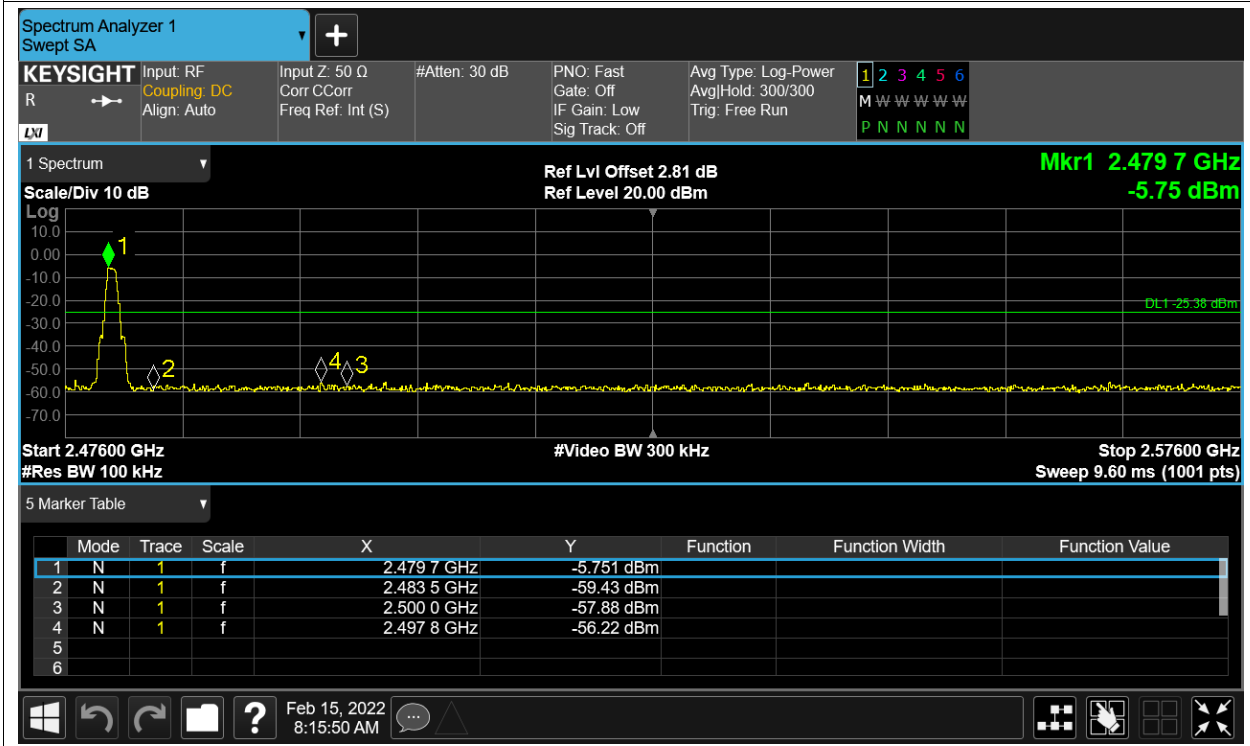 Spectrum Analyzer 1
Swept SA
+
KEYSIGHT Input: RF Input Z: 50 Ω #Atten: 30 dB PNO: Fast Avg Type: Log-Power 1 2 3 4 5 6
R Coupling: DC Corr CCorr Gate: Off Avg|Hold: 300/300 M W W W W W
Align: Auto Freq Ref: Int (S) IF Gain: Low Trig: Free Run P N N N N N
LXI Sig Track: Off
1 Spectrum Ref Lvl Offset 2.81 dB Mkr1 2.479 7 GHz
Scale/Div 10 dB Ref Level 20.00 dBm -5.75 dBm
Log
10.0
1
0.00
-10.0
-20.0
DL1 -25.38 dBm
-30.0
-40.0
-50.0 2 4 3
-60.0
-70.0
Start 2.47600 GHz #Video BW 300 kHz Stop 2.57600 GHz
#Res BW 100 kHz Sweep 9.60 ms (1001 pts)
5 Marker Table
Mode Trace Scale X Y Function Function Width Function Value
1 N 1 f 2.479 7 GHz -5.751 dBm
2 N 1 f 2.483 5 GHz -59.43 dBm
3 N 1 f 2.500 0 GHz -57.88 dBm
4 N 1 f 2.497 8 GHz -56.22 dBm
5
6
? Feb 15, 2022
8:15:50 AM